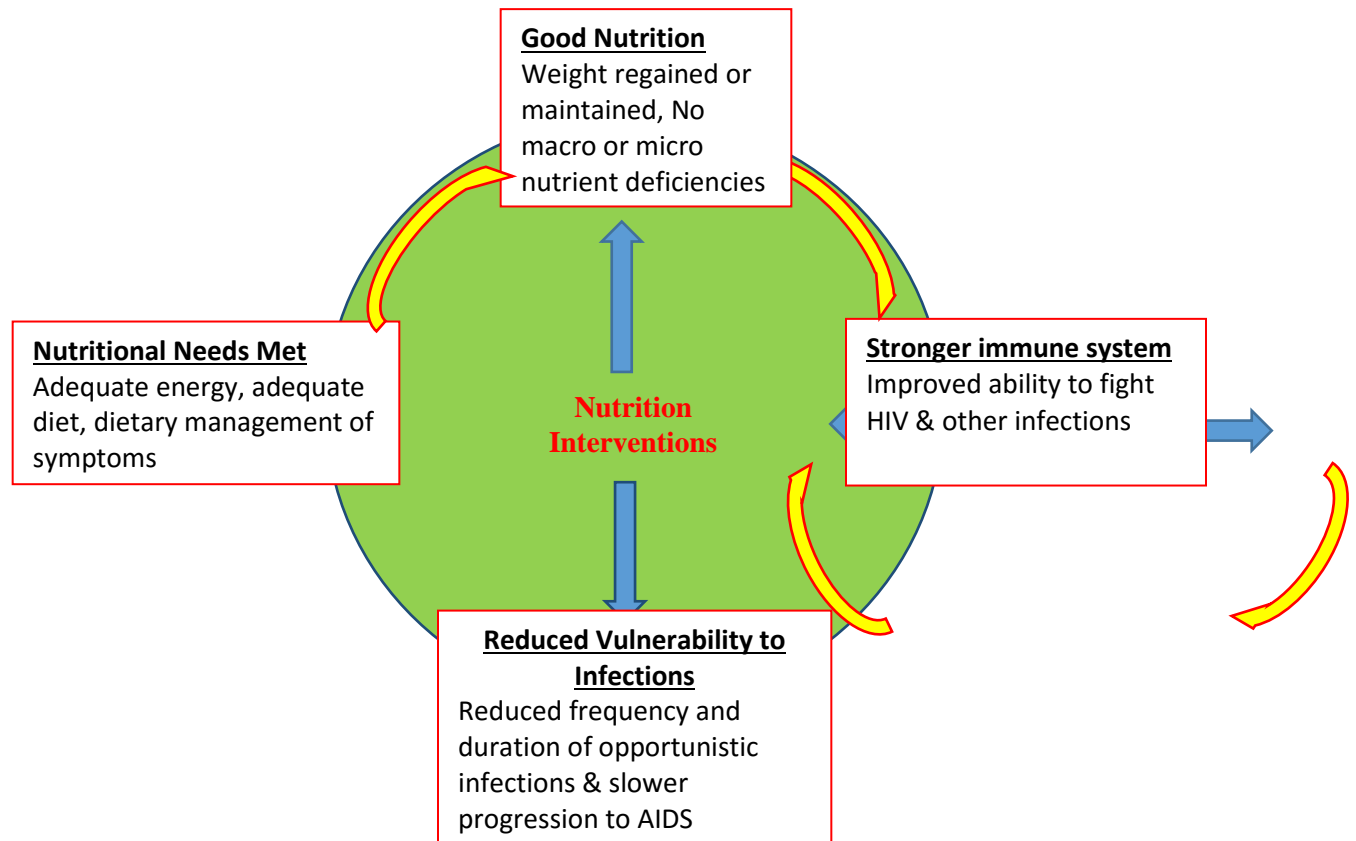 Good Nutrition
Weight regained or
maintained, No
macro or micro
nutrient deficiencies
Nutritional Needs Met
Adequate energy, adequate
diet, dietary management of
symptoms
Nutrition
Interventions
Stronger immune system
Improved ability to fight
HIV & other infections
Reduced Vulnerability to
Infections
Reduced frequency and
duration of opportunistic
infections & slower
progression to AIDS